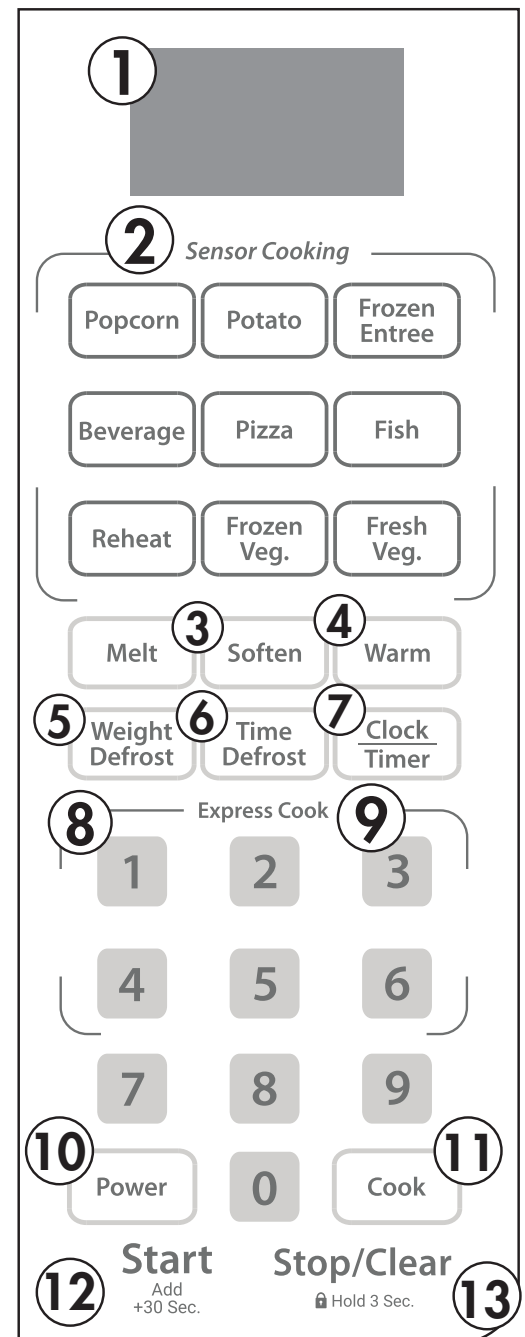 1
2 Sensor Cooking
Popcorn Potato Frozen Entree
Beverage Pizza Fish
Reheat Frozen Veg. Fresh Veg.
3 4
Melt Soften Warm
5 6 7
Weight Defrost Time Defrost Clock Timer
8 Express Cook 9
1 2 3
4 5 6
7 8 9
10 11
Power 0 Cook
Start Stop/Clear
12 Add +30 Sec. Hold 3 Sec. 13